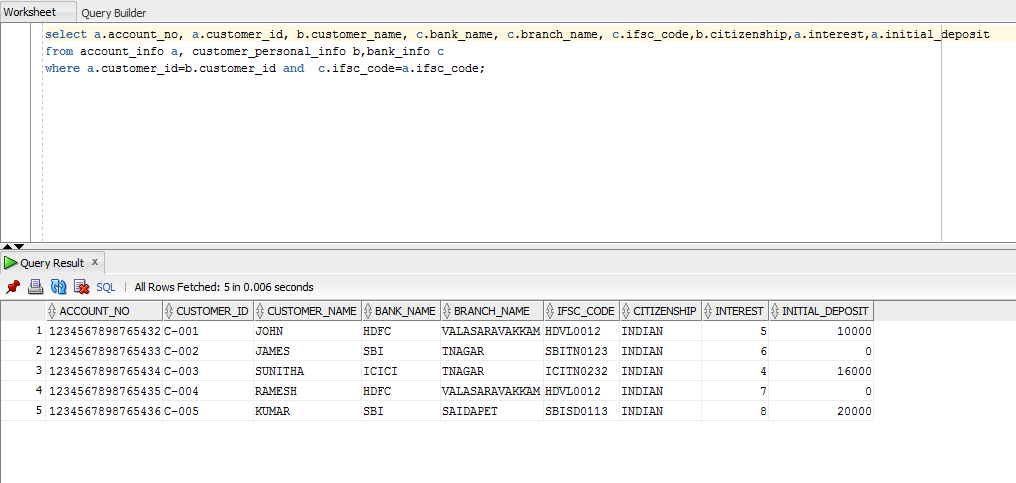 Worksheet Query Builder
select a.account_no, a.customer_id, b.customer_name, c.bank_name, c.branch_name, c.ifsc_code,b.citizenship,a.interest,a.initial_deposit
from account_info a, customer_personal_info b,bank_info c
where a.customer_id=b.customer_id and  c.ifsc_code=a.ifsc_code;
Query Result x
SQL | All Rows Fetched: 5 in 0.006 seconds
ACCOUNT_NO CUSTOMER_ID CUSTOMER_NAME BANK_NAME BRANCH_NAME IFSC_CODE CITIZENSHIP INTEREST INITIAL_DEPOSIT
1 1234567898765432 C-001 JOHN HDFC VALASARAVAKKAM HDVL0012 INDIAN 5 10000
2 1234567898765433 C-002 JAMES SBI TNAGAR SBITN0123 INDIAN 6 0
3 1234567898765434 C-003 SUNITHA ICICI TNAGAR ICITN0232 INDIAN 4 16000
4 1234567898765435 C-004 RAMESH HDFC VALASARAVAKKAM HDVL0012 INDIAN 7 0
5 1234567898765436 C-005 KUMAR SBI SAIDAPET SBISD0113 INDIAN 8 20000